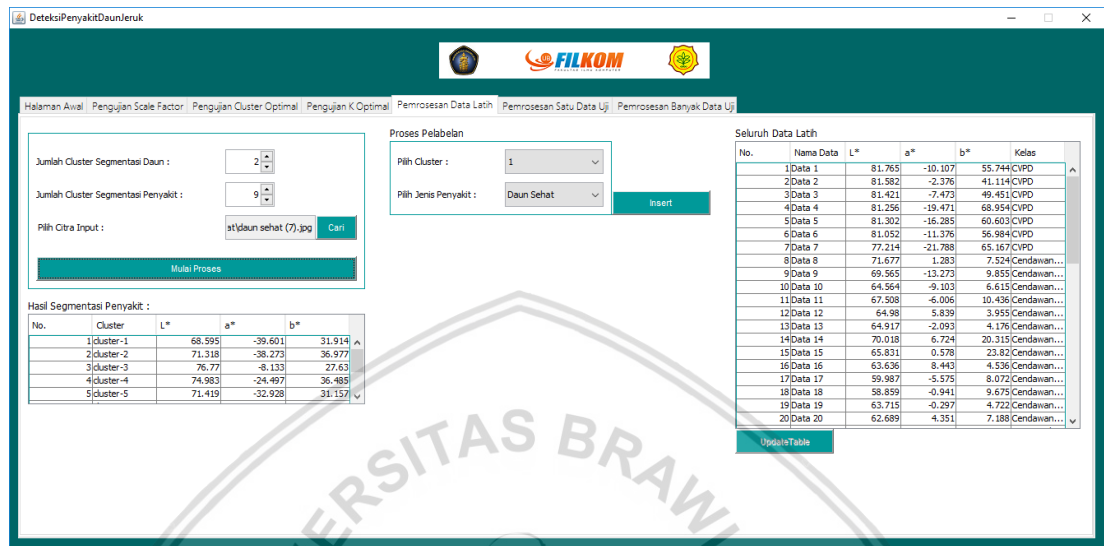 DeteksiPenyakitDaunJeruk
UB FILKOM
FAKULTAS ILMU KOMPUTER
Halaman Awal Pengujian Scale Factor Pengujian Cluster Optimal Pengujian K Optimal Pemrosesan Data Latih Pemrosesan Satu Data Uji Pemrosesan Banyak Data Uji
Jumlah Cluster Segmentasi Daun : 2
Jumlah Cluster Segmentasi Penyakit : 9
Pilih Citra Input : at\daun sehat (7).jpg Cari
Mulai Proses
Hasil Segmentasi Penyakit :
No. Cluster L* a* b*
1 cluster-1 68.595 -39.601 31.914
2 cluster-2 71.318 -38.273 36.977
3 cluster-3 76.77 -8.133 27.63
4 cluster-4 74.983 -24.497 36.485
5 cluster-5 71.419 -32.928 31.157
Proses Pelabelan
Pilih Cluster : 1
Pilih Jenis Penyakit : Daun Sehat
Insert
Seluruh Data Latih
No. Nama Data L* a* b* Kelas
1 Data 1 81.765 -10.107 55.744 CVPD
2 Data 2 81.582 -2.376 41.114 CVPD
3 Data 3 81.421 -7.473 49.451 CVPD
4 Data 4 81.256 -19.471 68.954 CVPD
5 Data 5 81.302 -16.285 60.603 CVPD
6 Data 6 81.052 -11.376 56.984 CVPD
7 Data 7 77.214 -21.788 65.167 CVPD
8 Data 8 71.677 1.283 7.524 Cendawan...
9 Data 9 69.565 -13.273 9.855 Cendawan...
10 Data 10 64.564 -9.103 6.615 Cendawan...
11 Data 11 67.508 -6.006 10.436 Cendawan...
12 Data 12 64.98 5.839 3.955 Cendawan...
13 Data 13 64.917 -2.093 4.176 Cendawan...
14 Data 14 70.018 6.724 20.315 Cendawan...
15 Data 15 65.831 0.578 23.82 Cendawan...
16 Data 16 63.636 8.443 4.536 Cendawan...
17 Data 17 59.987 -5.575 8.072 Cendawan...
18 Data 18 58.859 -0.941 9.675 Cendawan...
19 Data 19 63.715 -0.297 4.722 Cendawan...
20 Data 20 62.689 4.351 7.188 Cendawan...
UpdateTable
ERSITAS BRAW